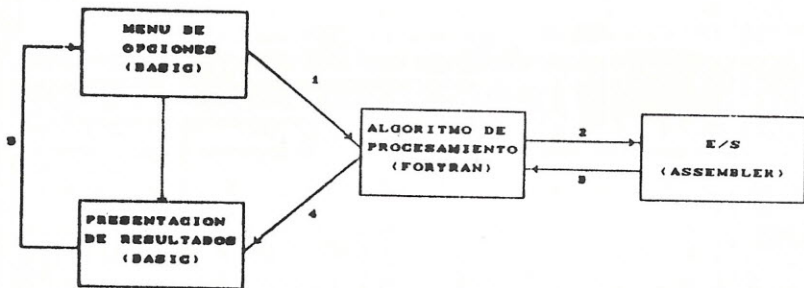 MENU DE
OPCIONES
(BASIC)
1
ALGORITMO DE
PROCESAMIENTO
(FORTRAN)
2
3
E/S
(ASSEMBLER)
5
4
PRESENTACION
DE RESULTADOS
(BASIC)